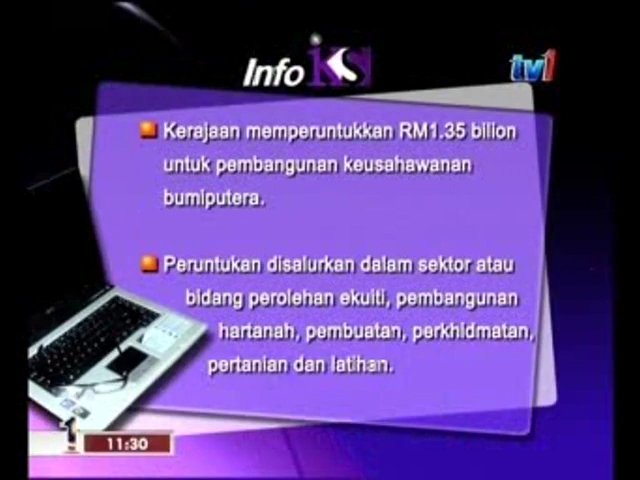 Info iKS
tv1
Kerajaan memperuntukkan RM1.35 bilion
untuk pembangunan keusahawanan
bumiputera.
Peruntukan disalurkan dalam sektor atau
bidang perolehan ekuiti, pembangunan
hartanah, pembuatan, perkhidmatan,
pertanian dan latihan.
1
11:30